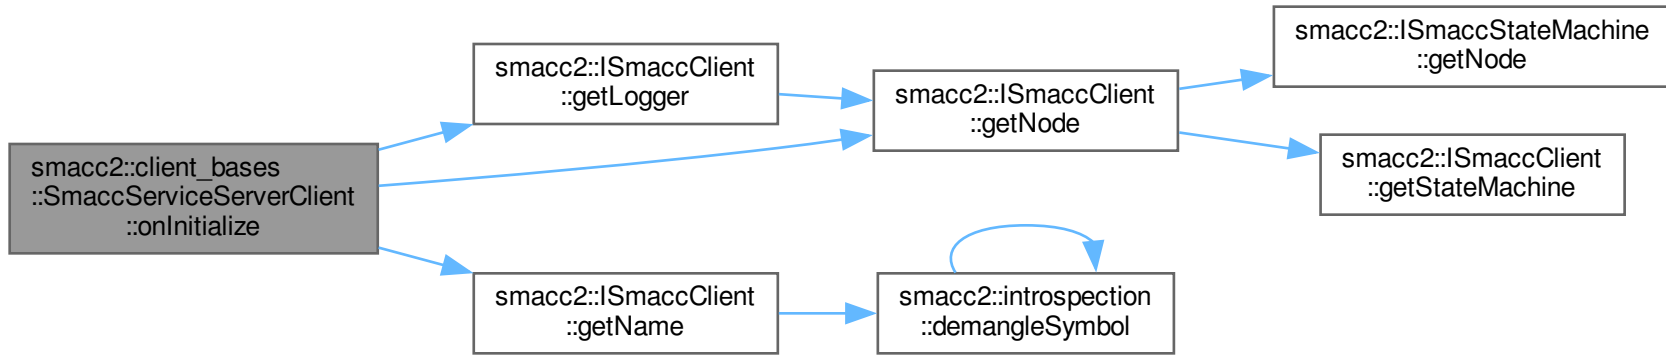 smacc2::client_bases
::SmaccServiceServerClient
::onInitialize
smacc2::ISmaccClient
::getLogger
smacc2::ISmaccClient
::getNode
smacc2::ISmaccStateMachine
::getNode
smacc2::ISmaccClient
::getStateMachine
smacc2::ISmaccClient
::getName
smacc2::introspection
::demangleSymbol